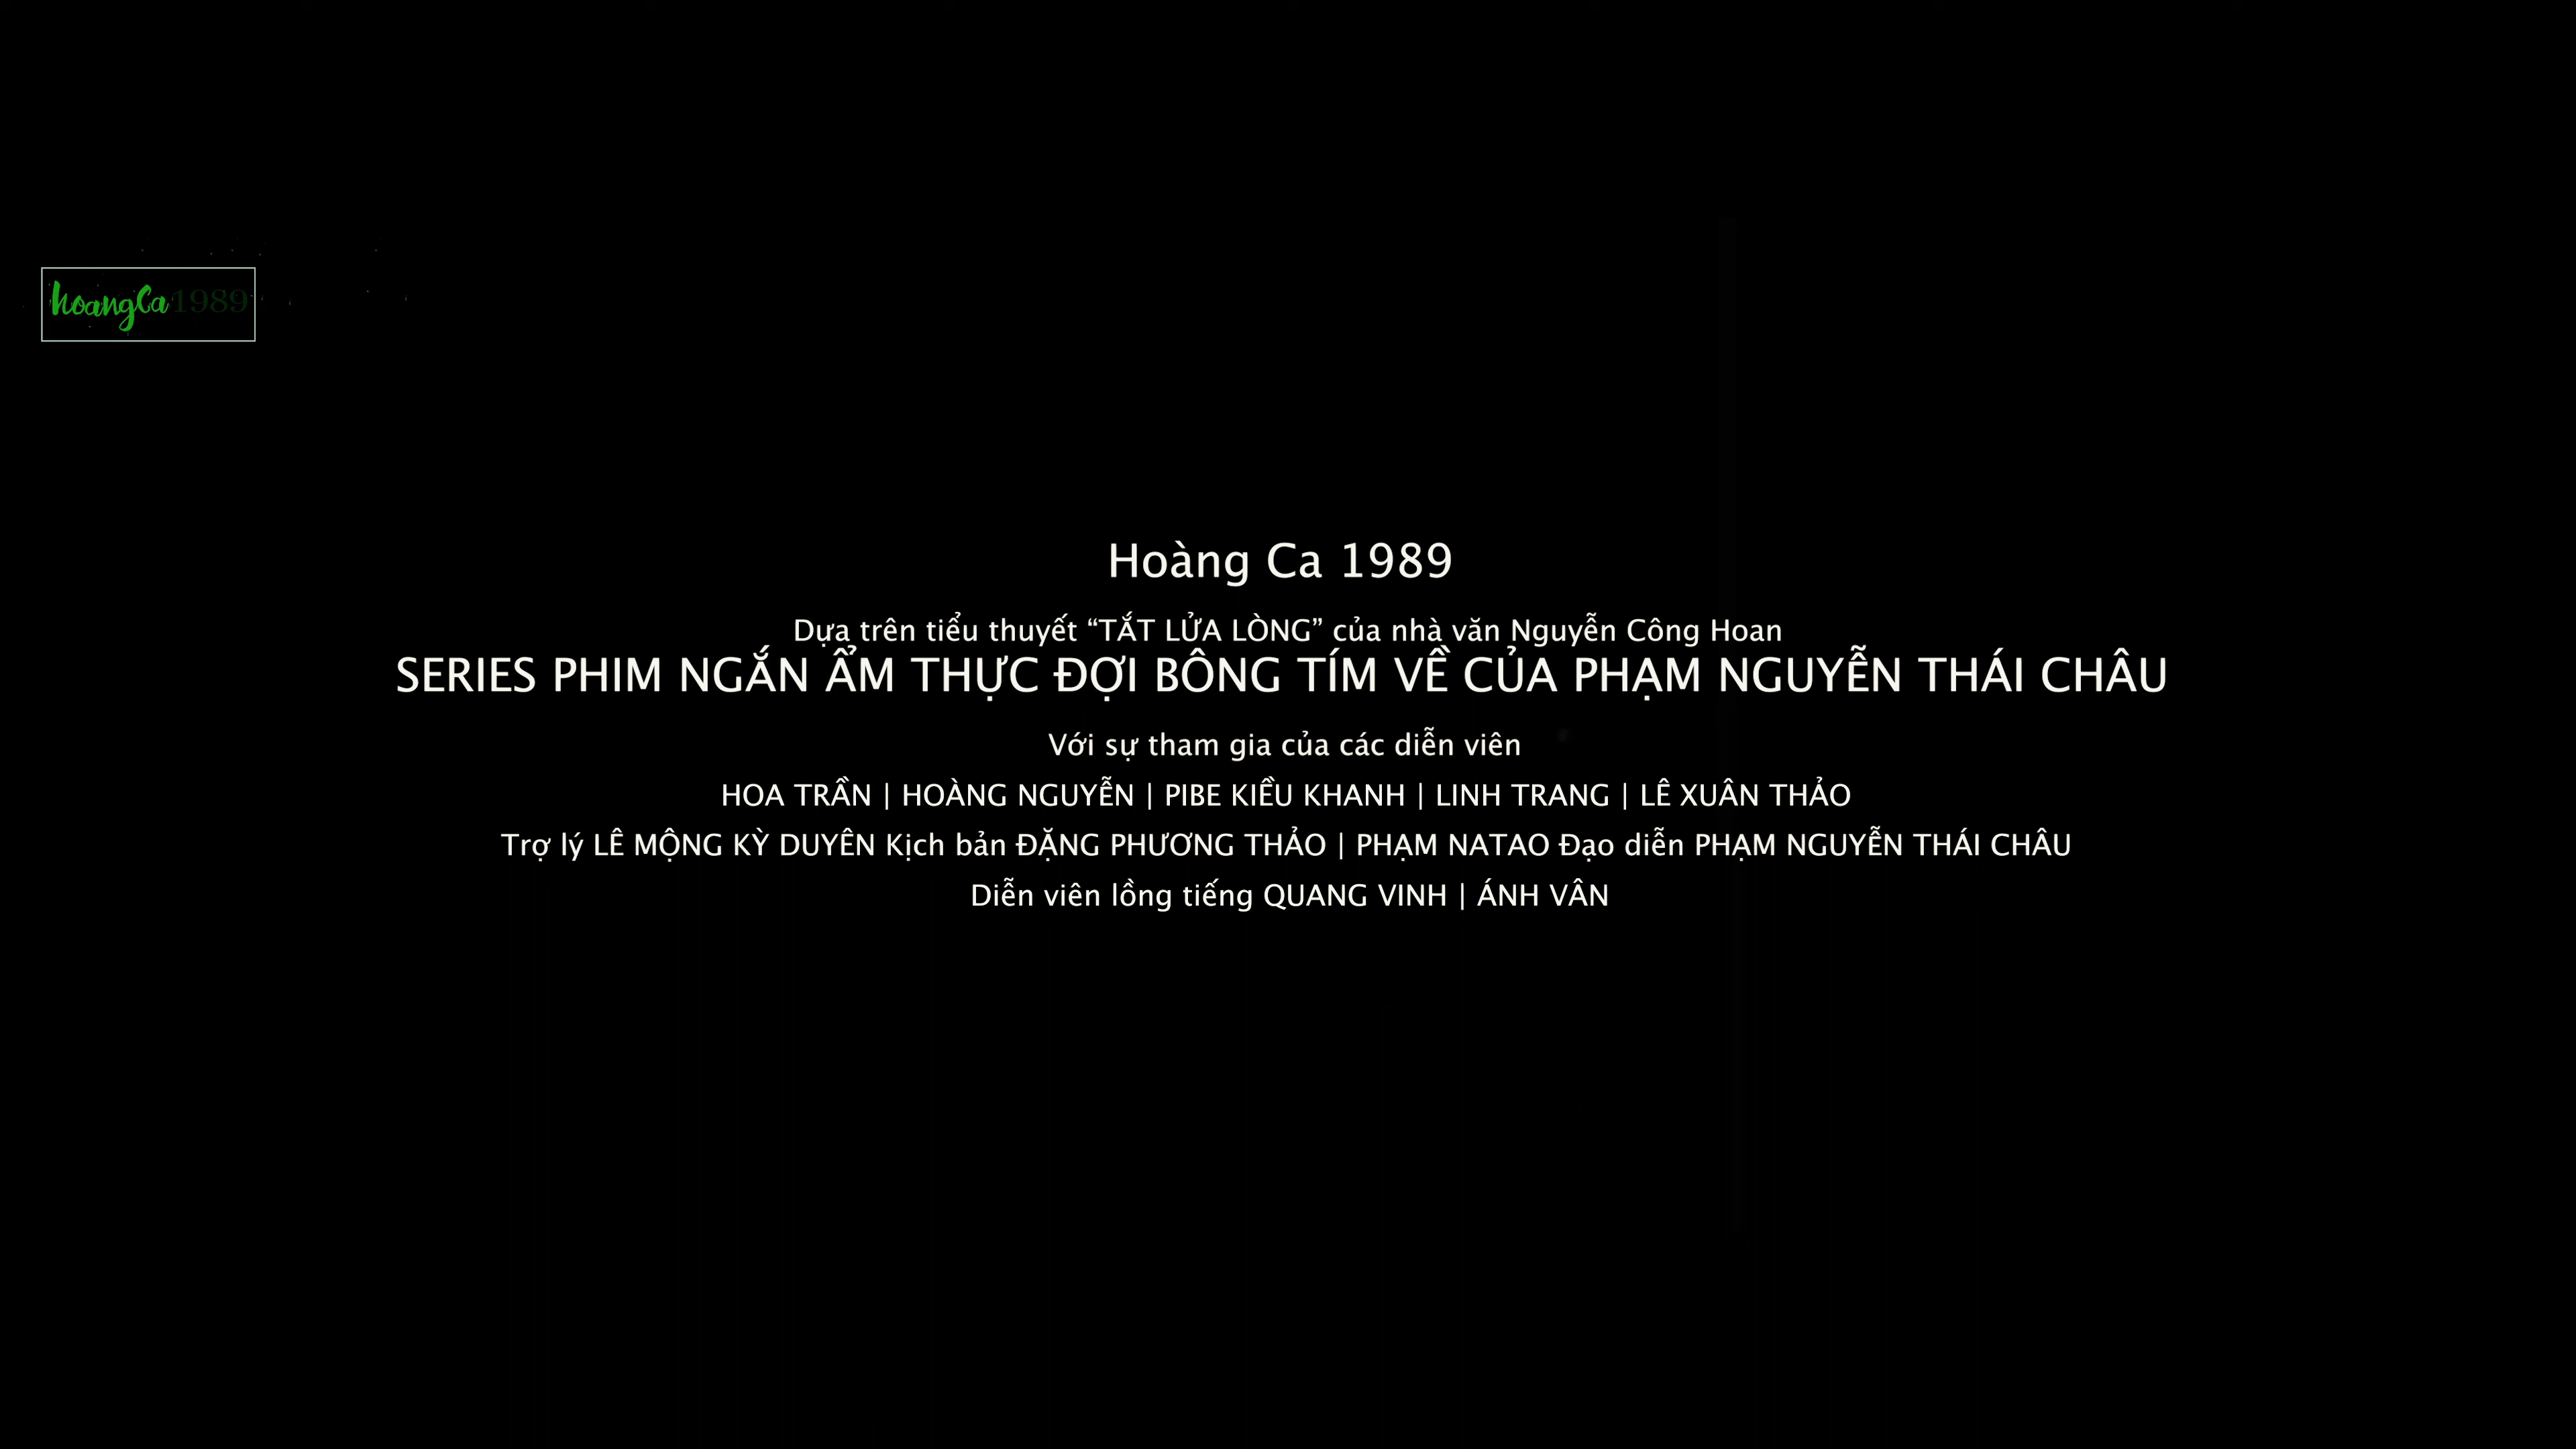 hoangCa 1989
Hoàng Ca 1989
Dựa trên tiểu thuyết “TẮT LỬA LÒNG” của nhà văn Nguyễn Công Hoan
SERIES PHIM NGẮN ẨM THỰC ĐỢI BÔNG TÍM VỀ CỦA PHẠM NGUYỄN THÁI CHÂU
Với sự tham gia của các diễn viên
HOA TRẦN | HOÀNG NGUYỄN | PIBE KIỀU KHANH | LINH TRANG | LÊ XUÂN THẢO
Trợ lý LÊ MỘNG KỲ DUYÊN Kịch bản ĐẶNG PHƯƠNG THẢO | PHẠM NATAO Đạo diễn PHẠM NGUYỄN THÁI CHÂU
Diễn viên lồng tiếng QUANG VINH | ÁNH VÂN